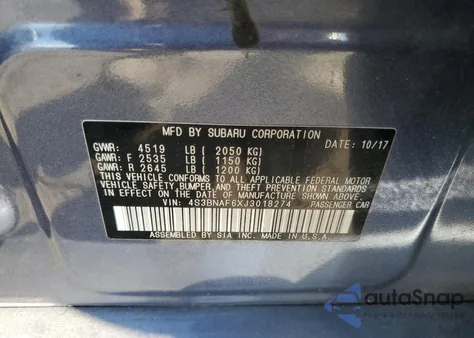 MFD BY SUBARU CORPORATION DATE: 10/17
GVWR: 4519 LB ( 2050 KG)
GAWR: F 2535 LB ( 1150 KG)
GAWR: R 2645 LB ( 1200 KG)
THIS VEHICLE CONFORMS TO ALL APPLICABLE FEDERAL MOTOR
VEHICLE SAFETY, BUMPER, AND THEFT PREVENTION STANDARDS
IN EFFECT ON THE DATE OF MANUFACTURE SHOWN ABOVE.
VIN: 4S3BNAF6XJ3018274 PASSENGER CAR
ASSEMBLED BY SIA INC. MADE IN U.S.A.
autoSnap